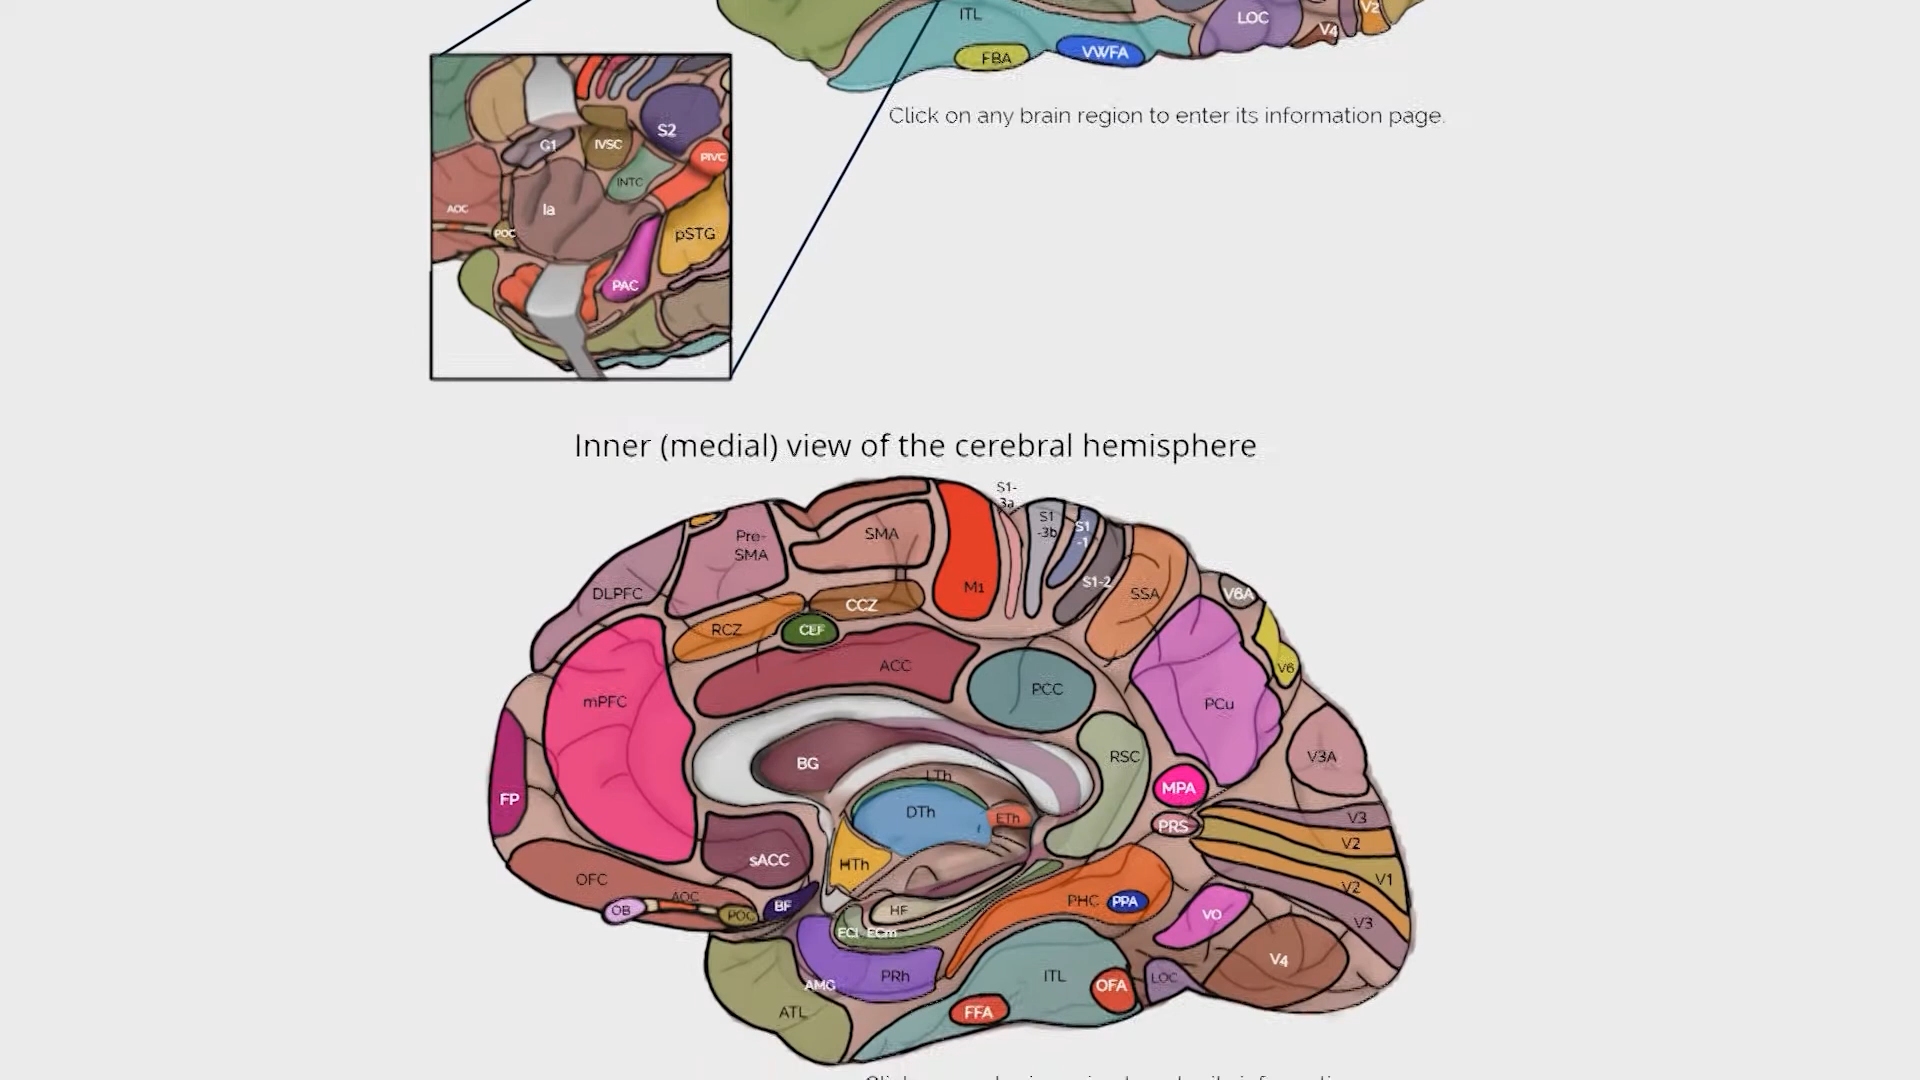 ITL
LOC
V4
V2
FBA
VWFA
Click on any brain region to enter its information page.
G1
IVSC
S2
PIVC
INTC
Ia
AOC
POC
pSTG
PAC
Inner (medial) view of the cerebral hemisphere
S1-
3a
Pre-
SMA
SMA
S1
-3b
S1
-1
M1
S1-2
SSA
V6A
DLPFC
CCZ
RCZ
CEF
ACC
PCC
V6
mPFC
PCu
RSC
V3A
BG
LTh
MPA
FP
DTh
ETh
PRS
V3
V2
sACC
HTh
OFC
AOC
V1
V2
OB
POC
BF
HF
PHC
PPA
VO
V3
ECl
ECm
PRh
AMG
ITL
OFA
LOC
V4
ATL
FFA